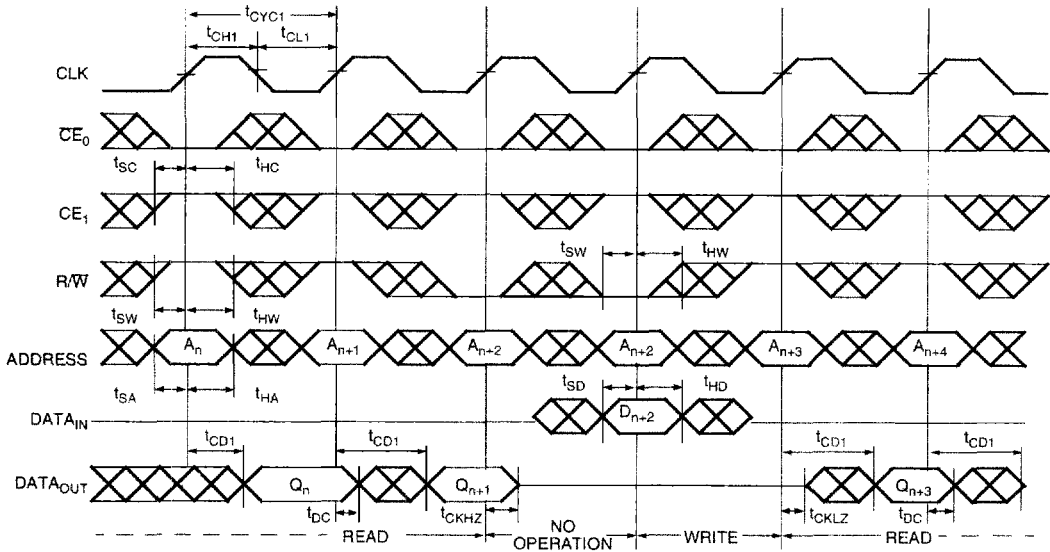 tCYC1
tCH1 tCL1
CLK
CE0
tSC tHC
CE1
tSW tHW
R/W
tSW tHW
An An+1 An+2 An+2 An+3 An+4
ADDRESS
tSA tHA tSD tHD
DATAIN Dn+2
tCD1 tCD1 tCD1 tCD1
DATAOUT Qn Qn+1 Qn+3
tDC tCKHZ tCKLZ tDC
READ NO OPERATION WRITE READ